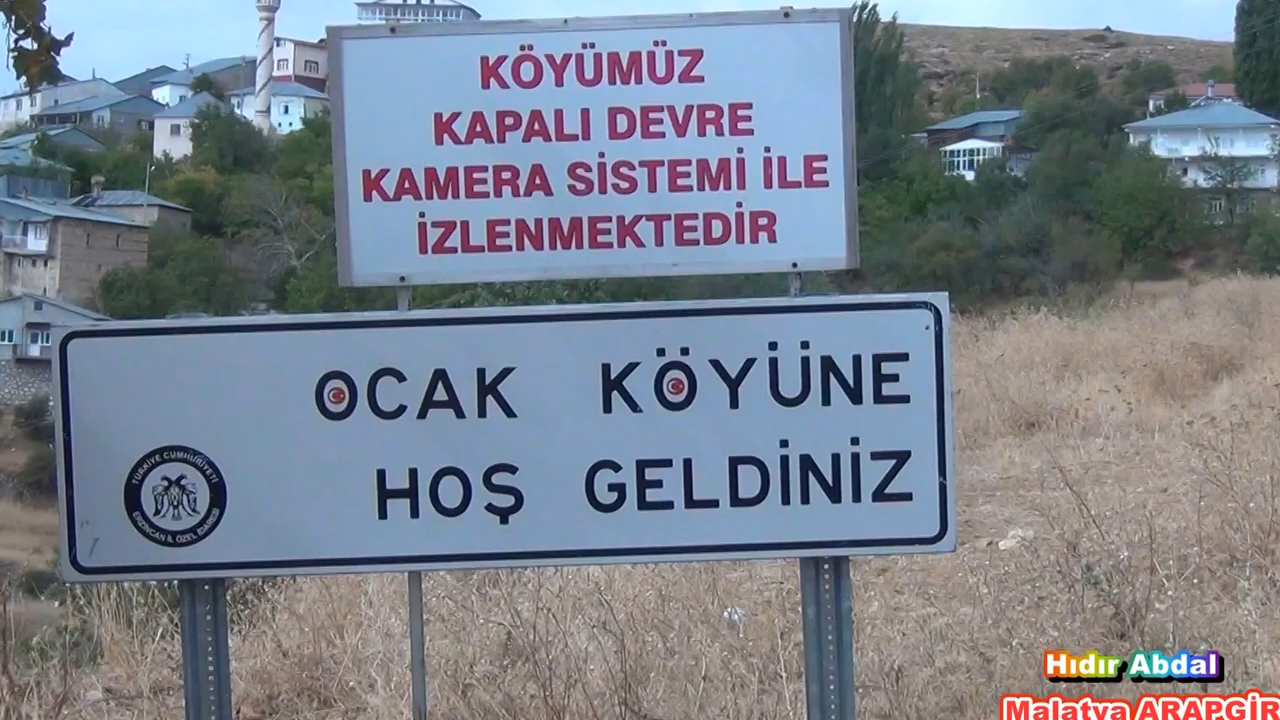 KÖYÜMÜZ
KAPALI DEVRE
KAMERA SİSTEMİ İLE
İZLENMEKTEDİR
OCAK KÖYÜNE
HOŞ GELDİNİZ
TÜRKİYE CUMHURİYETİ
ERZİNCAN İL ÖZEL İDARESİ
Hıdır Abdal
Malatya ARAPGİR